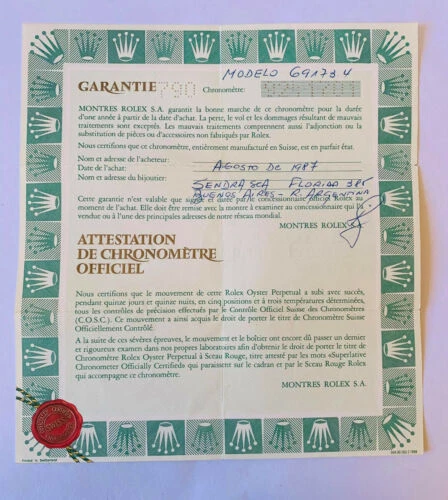 MODELO 69173.4
GARANTIE 790 Chronomètre:
MONTRES ROLEX S.A. garantit la bonne marche de ce chronomètre pour la durée
d'une année à partir de la date d'achat. La perte, le vol et les dommages résultant de mauvais
traitements sont exceptés. Les mauvais traitements comprennent aussi l'adjonction ou la
substitution de pièces ou d'accessoires non fabriqués par Rolex.
Nous certifions que ce chronomètre, entièrement manufacturé en Suisse, est en parfait état.
Nom et adresse de l'acheteur:
Date de l'achat: AGOSTO DE 1987
Nom et adresse du bijoutier: SENDRA SCA FLORIDA 385
BUENOS AIRES - R. ARGENTINA
Cette garantie n'est valable que signée et datée par le concessionnaire officiel Rolex au
moment de l'achat. Elle doit être remise avec la montre à examiner au concessionnaire qui l'a
vendue ou à l'une des principales adresses de notre réseau mondial.
MONTRES ROLEX S.A.
ATTESTATION
DE CHRONOMÈTRE
OFFICIEL
Nous certifions que le mouvement de cette Rolex Oyster Perpetual a subi avec succès,
pendant quinze jours et quinze nuits, en cinq positions et à trois températures déterminées,
tous les contrôles de précision effectués par le Contrôle Officiel Suisse des Chronomètres
(C.O.S.C.). Ce mouvement a ainsi acquis le droit de porter le titre de Chronomètre Suisse
Officiellement Contrôlé.
A la suite de ces sévères épreuves, le mouvement et le boîtier ont encore dû passer un dernier
et rigoureux examen dans nos propres laboratoires afin d'obtenir le droit de porter le titre de
Chronomètre Rolex Oyster Perpetual à Sceau Rouge, titre attesté par les mots «Superlative
Chronometer Officially Certified» qui paraissent sur le cadran et par le Sceau Rouge Rolex
qui accompagne ce chronomètre.
MONTRES ROLEX S.A.
Printed in Switzerland